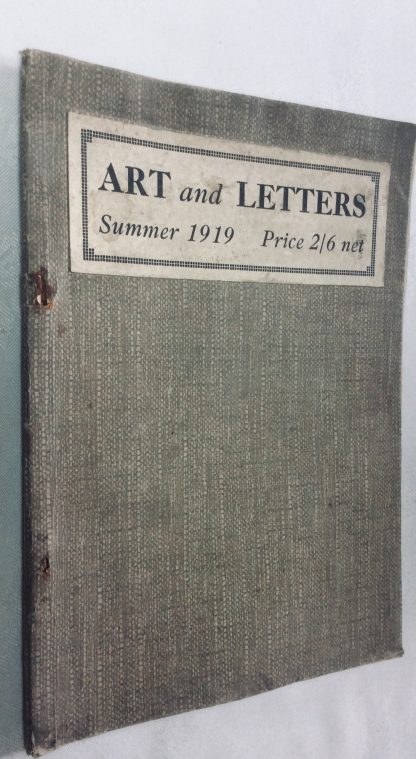 ART and LETTERS
Summer 1919 Price 2/6 net